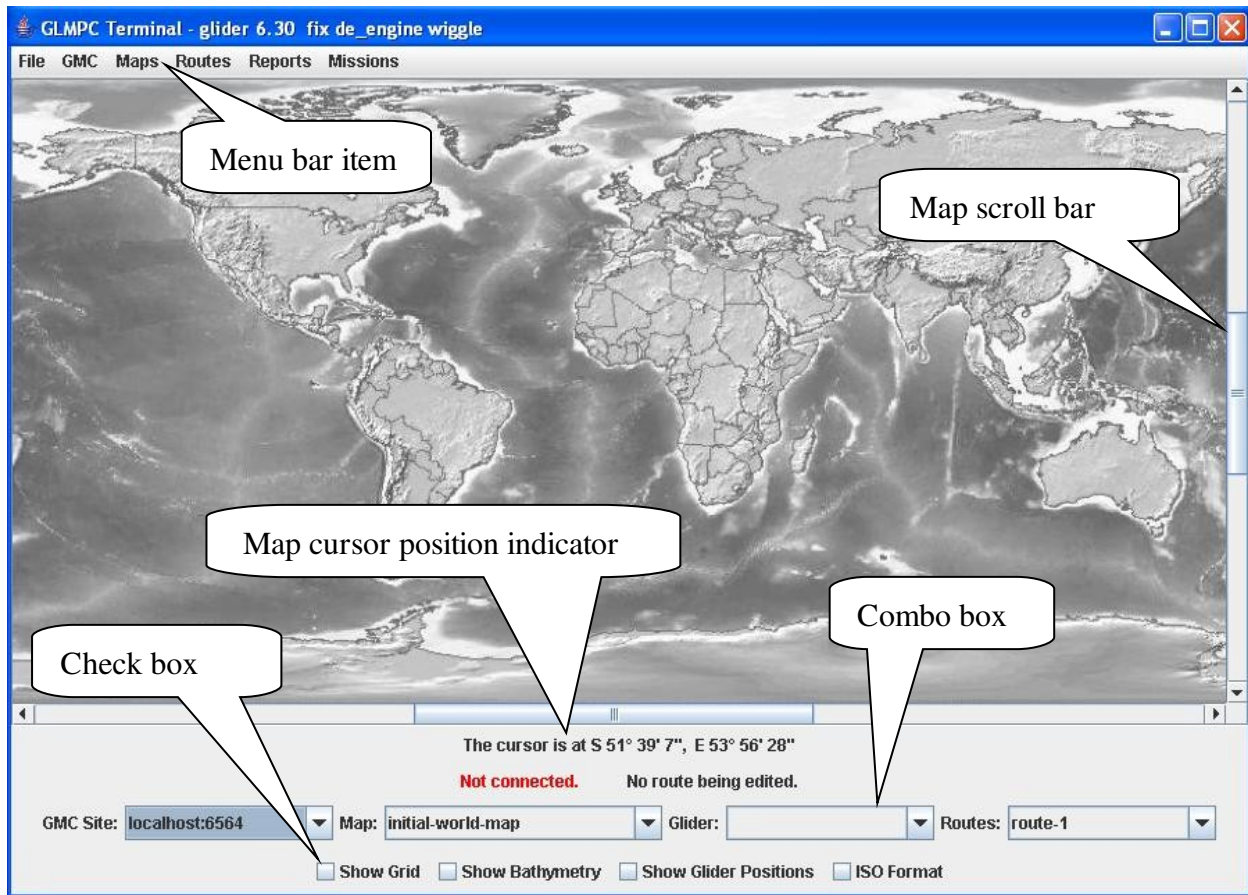 GLMPC Terminal - glider 6.30 fix de_engine wiggle
File GMC Maps Routes Reports Missions
Menu bar item
Map scroll bar
Map cursor position indicator
Combo box
Check box
The cursor is at S 51° 39' 7", E 53° 56' 28"
Not connected. No route being edited.
GMC Site: localhost:6564 Map: initial-world-map Glider: Routes: route-1
Show Grid Show Bathymetry Show Glider Positions ISO Format